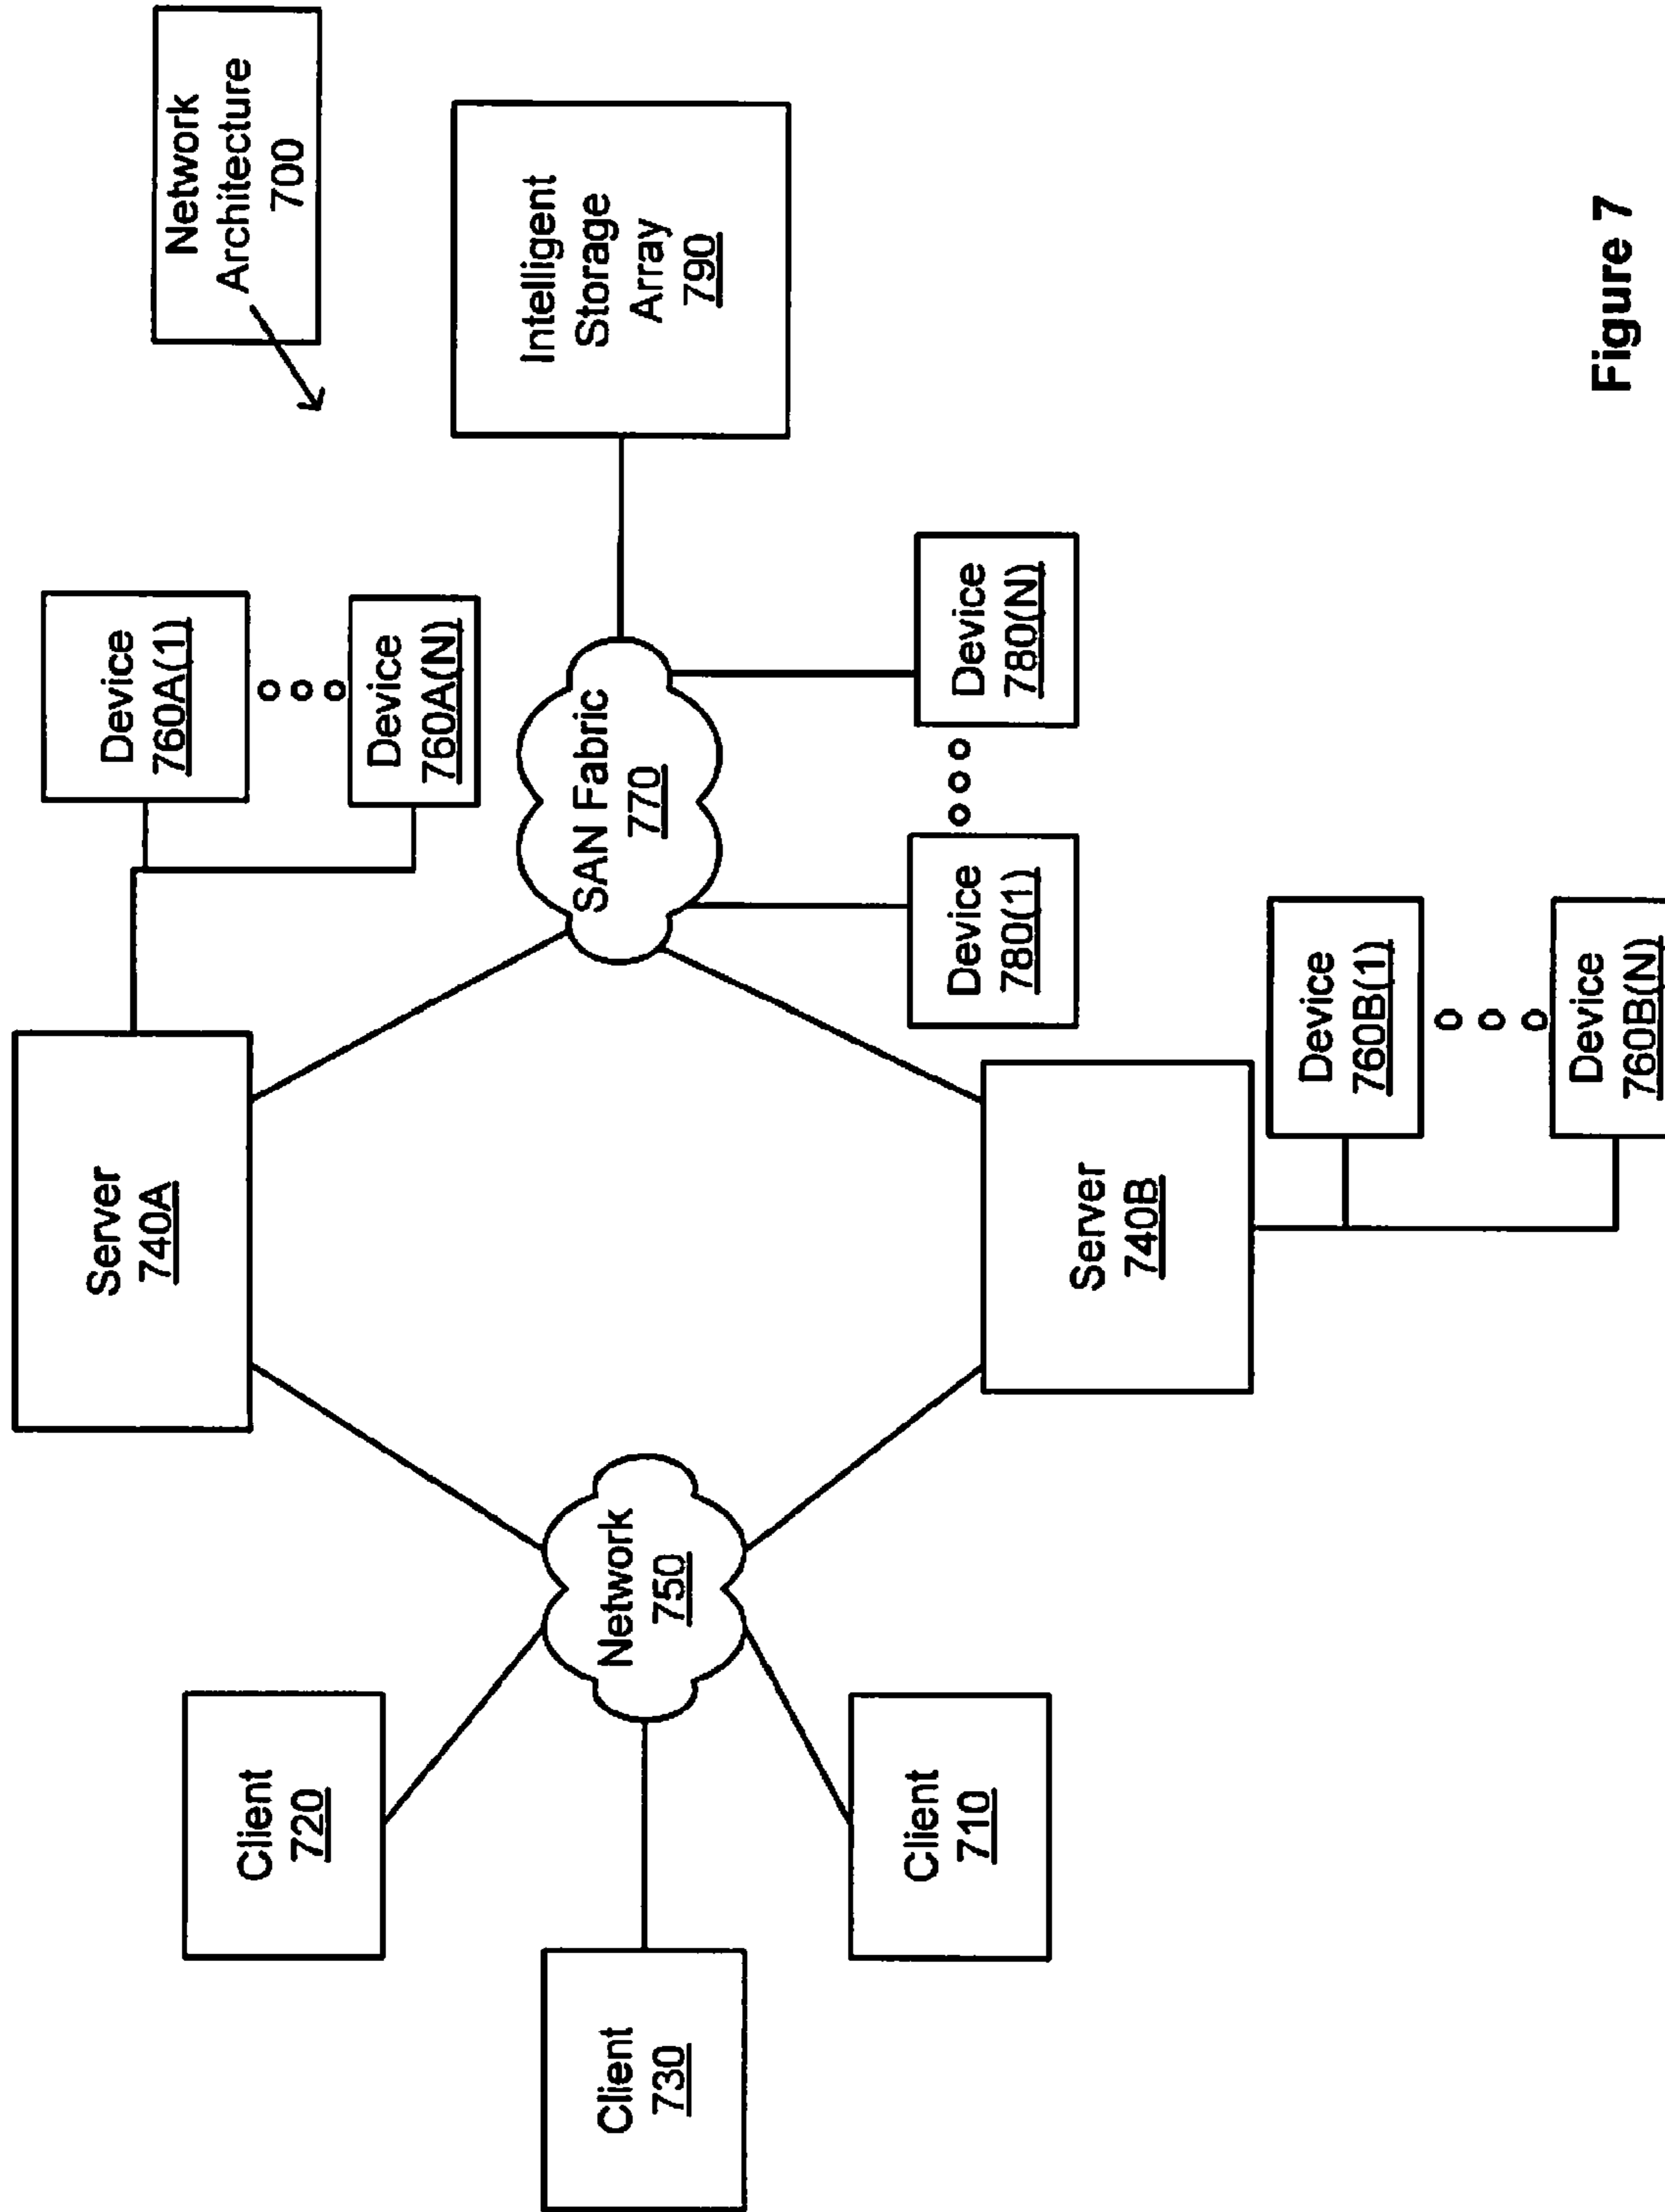 Network
Architecture
700
Device
760A(1)
Device
760A(N)
Server
740A
Client
720
Intelligent
Storage
Array
790
SAN Fabric
770
Network
750
Client
730
Device
780(1)
Device
780(N)
Client
710
Server
740B
Device
760B(1)
Device
760B(N)
Figure 7